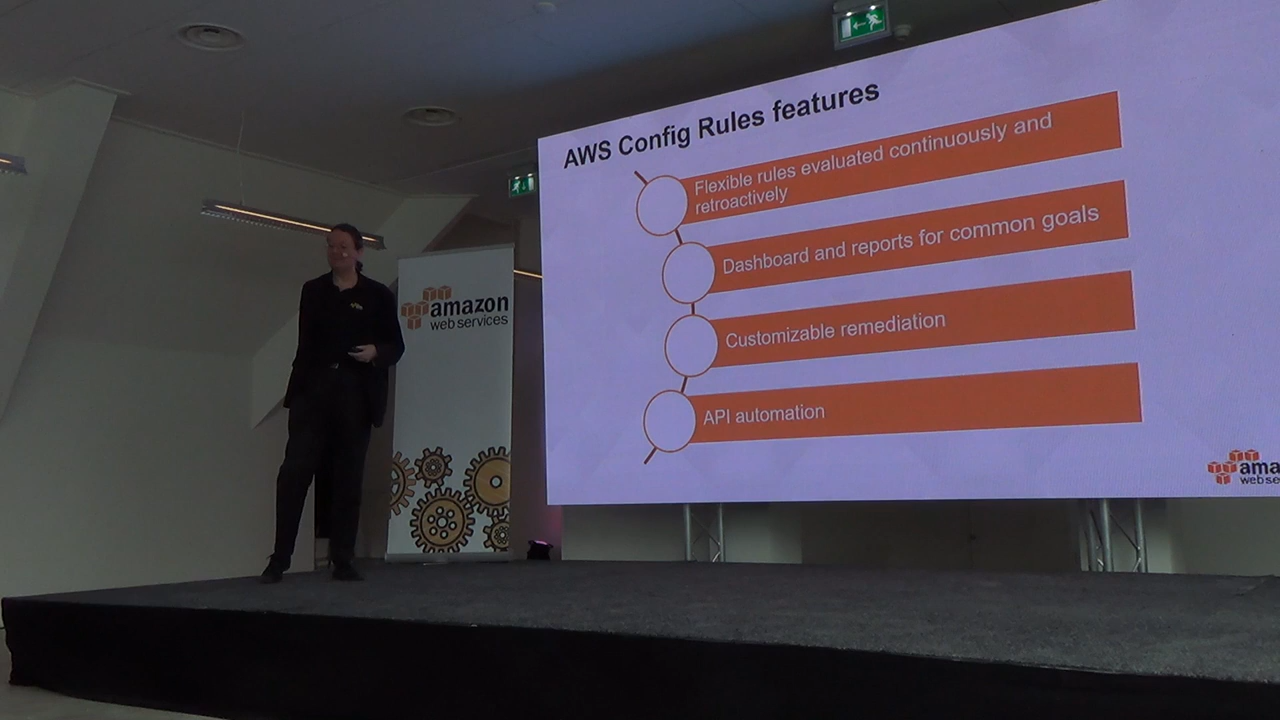 AWS Config Rules features
Flexible rules evaluated continuously and
retroactively
Dashboard and reports for common goals
Customizable remediation
API automation
amazon
web services